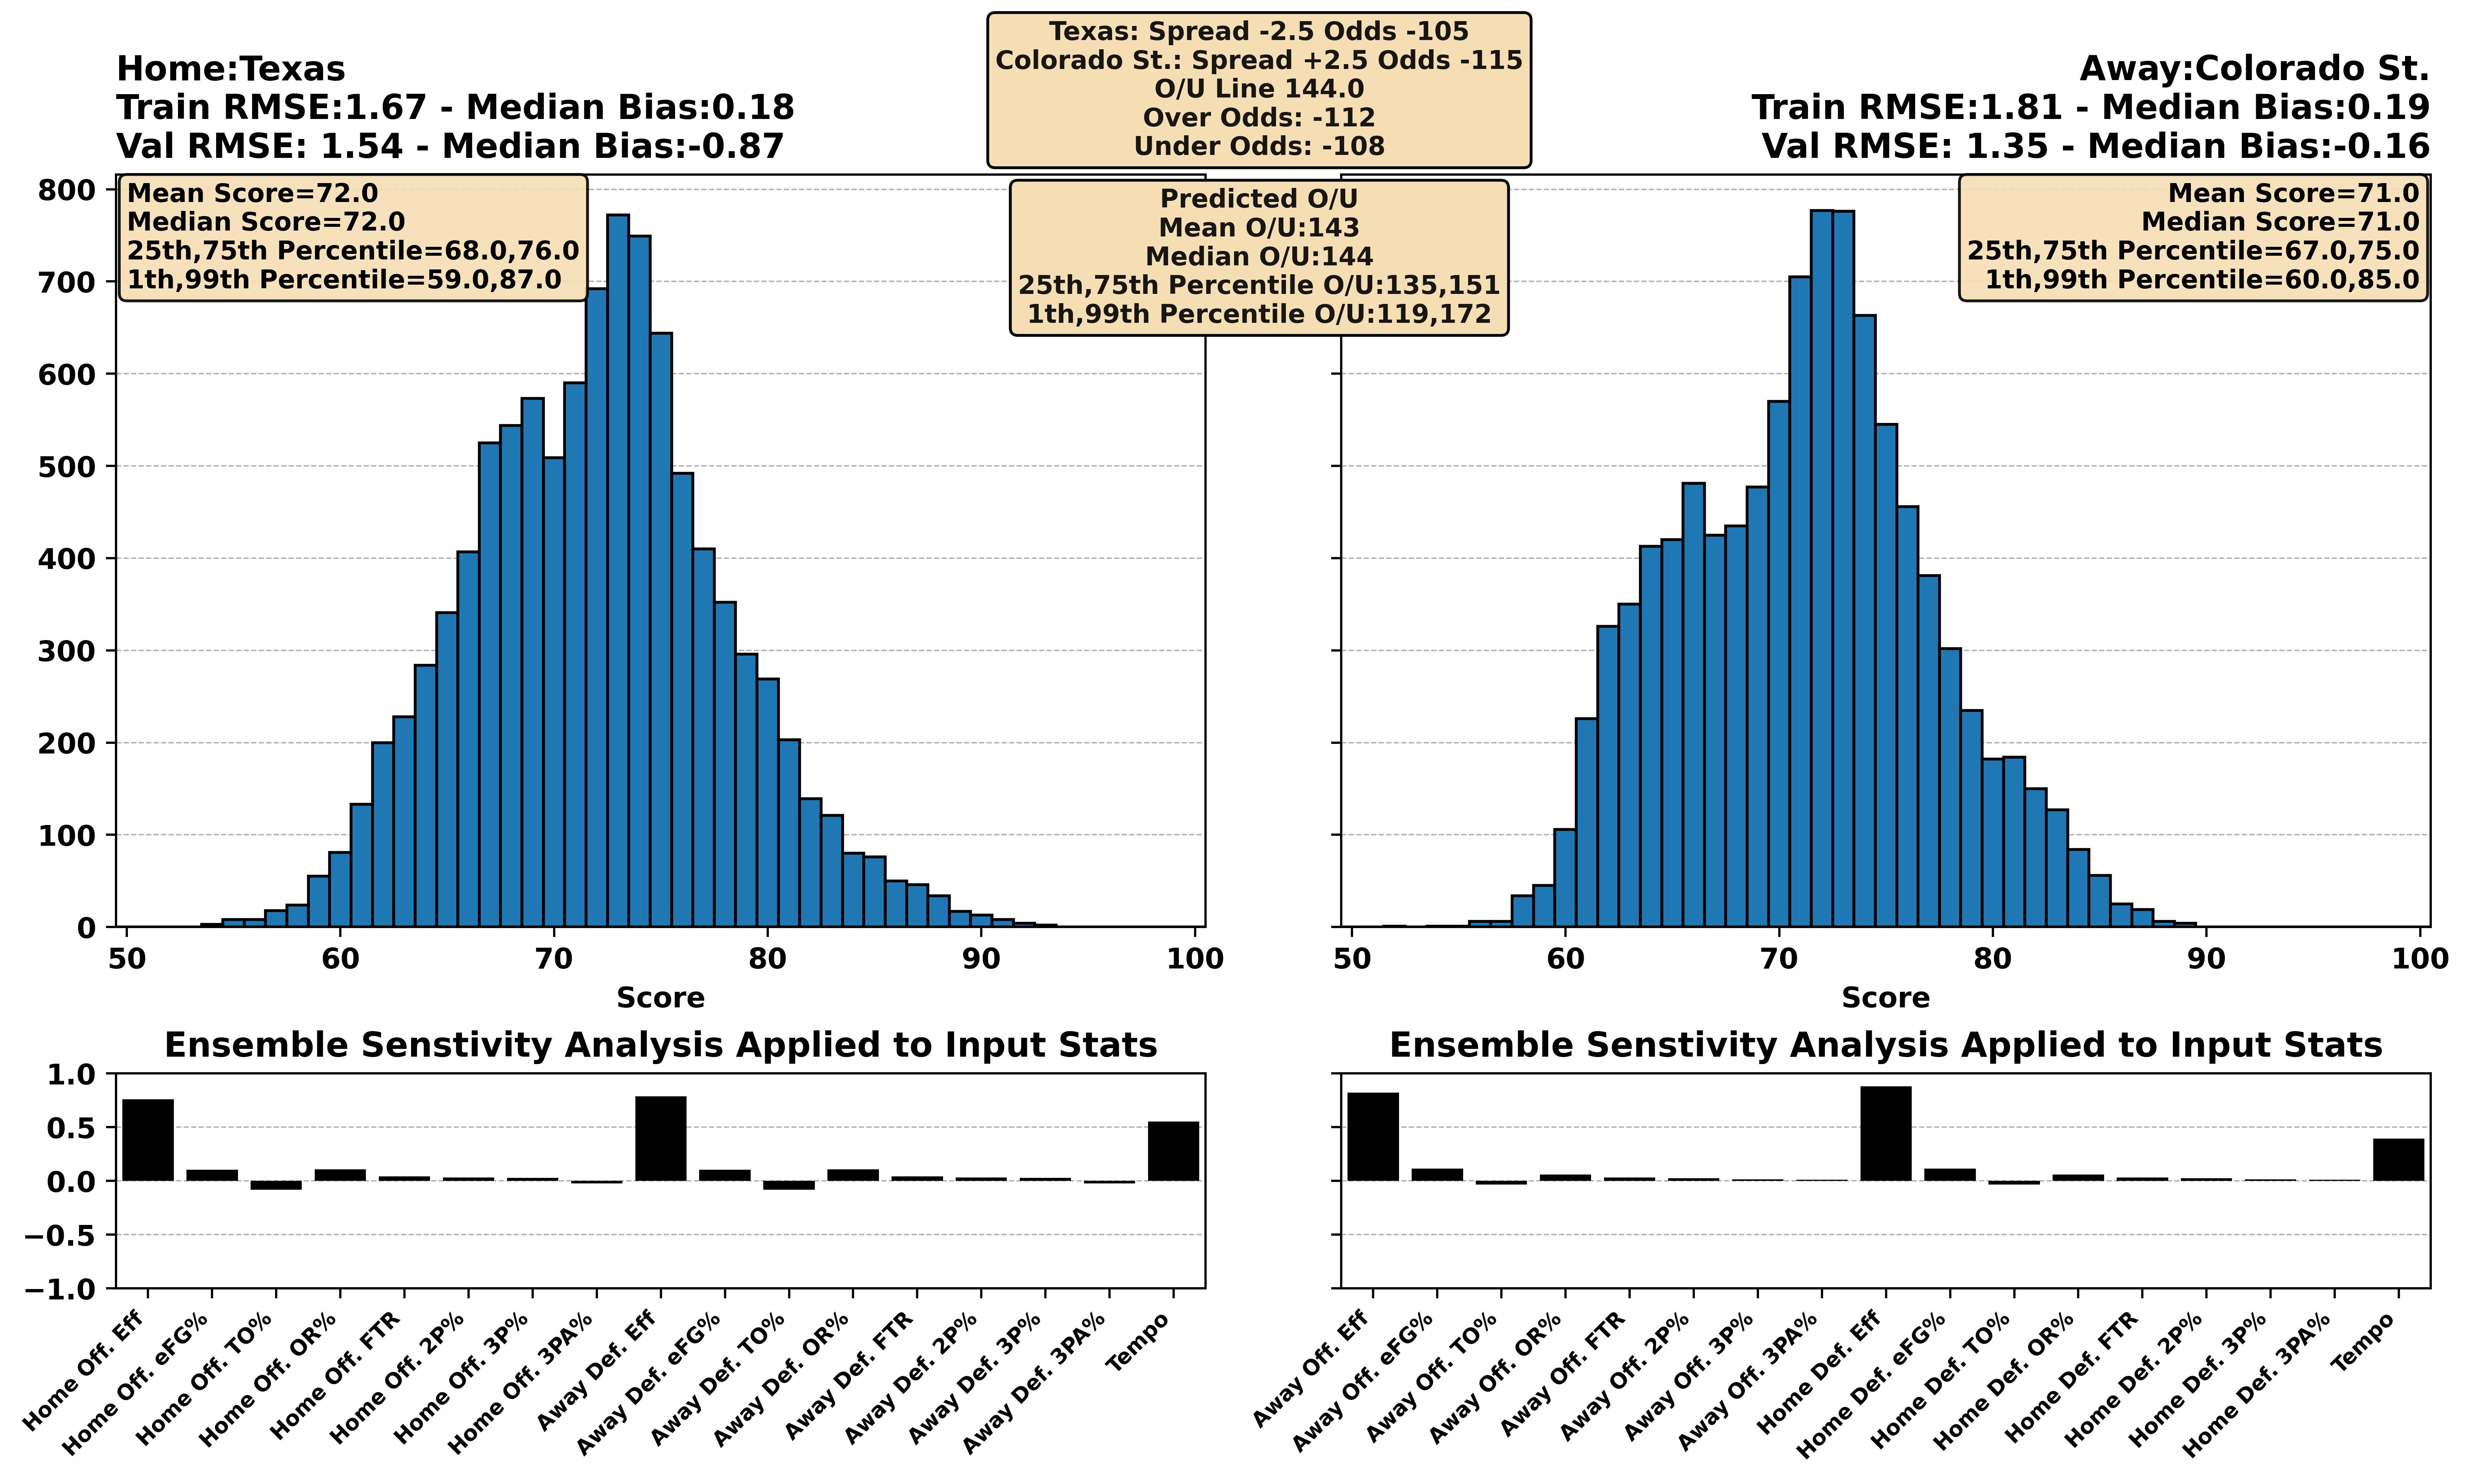 Texas: Spread -2.5 Odds -105
Colorado St.: Spread +2.5 Odds -115
O/U Line 144.0
Over Odds: -112
Under Odds: -108
Home:Texas
Train RMSE:1.67 - Median Bias:0.18
Val RMSE: 1.54 - Median Bias:-0.87
Away:Colorado St.
Train RMSE:1.81 - Median Bias:0.19
Val RMSE: 1.35 - Median Bias:-0.16
Mean Score=72.0
Median Score=72.0
25th,75th Percentile=68.0,76.0
1th,99th Percentile=59.0,87.0
Predicted O/U
Mean O/U:143
Median O/U:144
25th,75th Percentile O/U:135,151
1th,99th Percentile O/U:119,172
Mean Score=71.0
Median Score=71.0
25th,75th Percentile=67.0,75.0
1th,99th Percentile=60.0,85.0
800
700
600
500
400
300
200
100
0
50 60 70 80 90 100
Score
50 60 70 80 90 100
Score
Ensemble Senstivity Analysis Applied to Input Stats
1.0
0.5
0.0
−0.5
−1.0
Home Off. Eff
Home Off. eFG%
Home Off. TO%
Home Off. OR%
Home Off. FTR
Home Off. 2P%
Home Off. 3P%
Home Off. 3PA%
Away Def. Eff
Away Def. eFG%
Away Def. TO%
Away Def. OR%
Away Def. FTR
Away Def. 2P%
Away Def. 3P%
Away Def. 3PA%
Tempo
Ensemble Senstivity Analysis Applied to Input Stats
Away Off. Eff
Away Off. eFG%
Away Off. TO%
Away Off. OR%
Away Off. FTR
Away Off. 2P%
Away Off. 3P%
Away Off. 3PA%
Home Def. Eff
Home Def. eFG%
Home Def. TO%
Home Def. OR%
Home Def. FTR
Home Def. 2P%
Home Def. 3P%
Home Def. 3PA%
Tempo